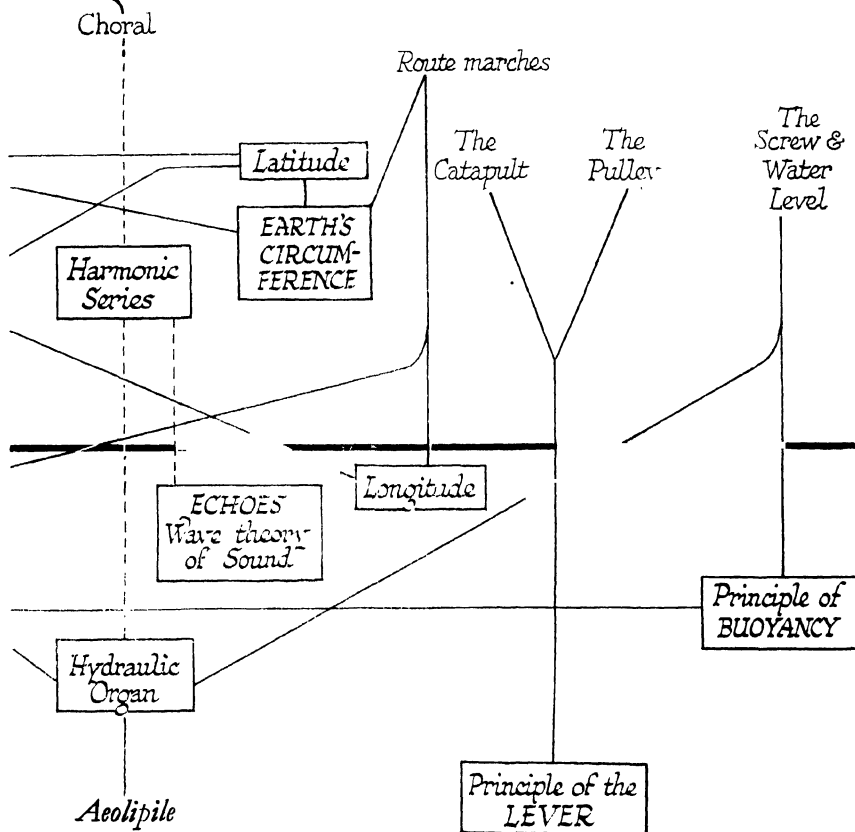 Choral
Route marches
The
Catapult
The
Pulley
The
Screw &
Water
Level
Latitude
EARTH'S
CIRCUM-
FERENCE
Harmonic
Series
Longitude
ECHOES
Wave theory
of Sound
Principle of
BUOYANCY
Hydraulic
Organ
Aeolipile
Principle of the
LEVER